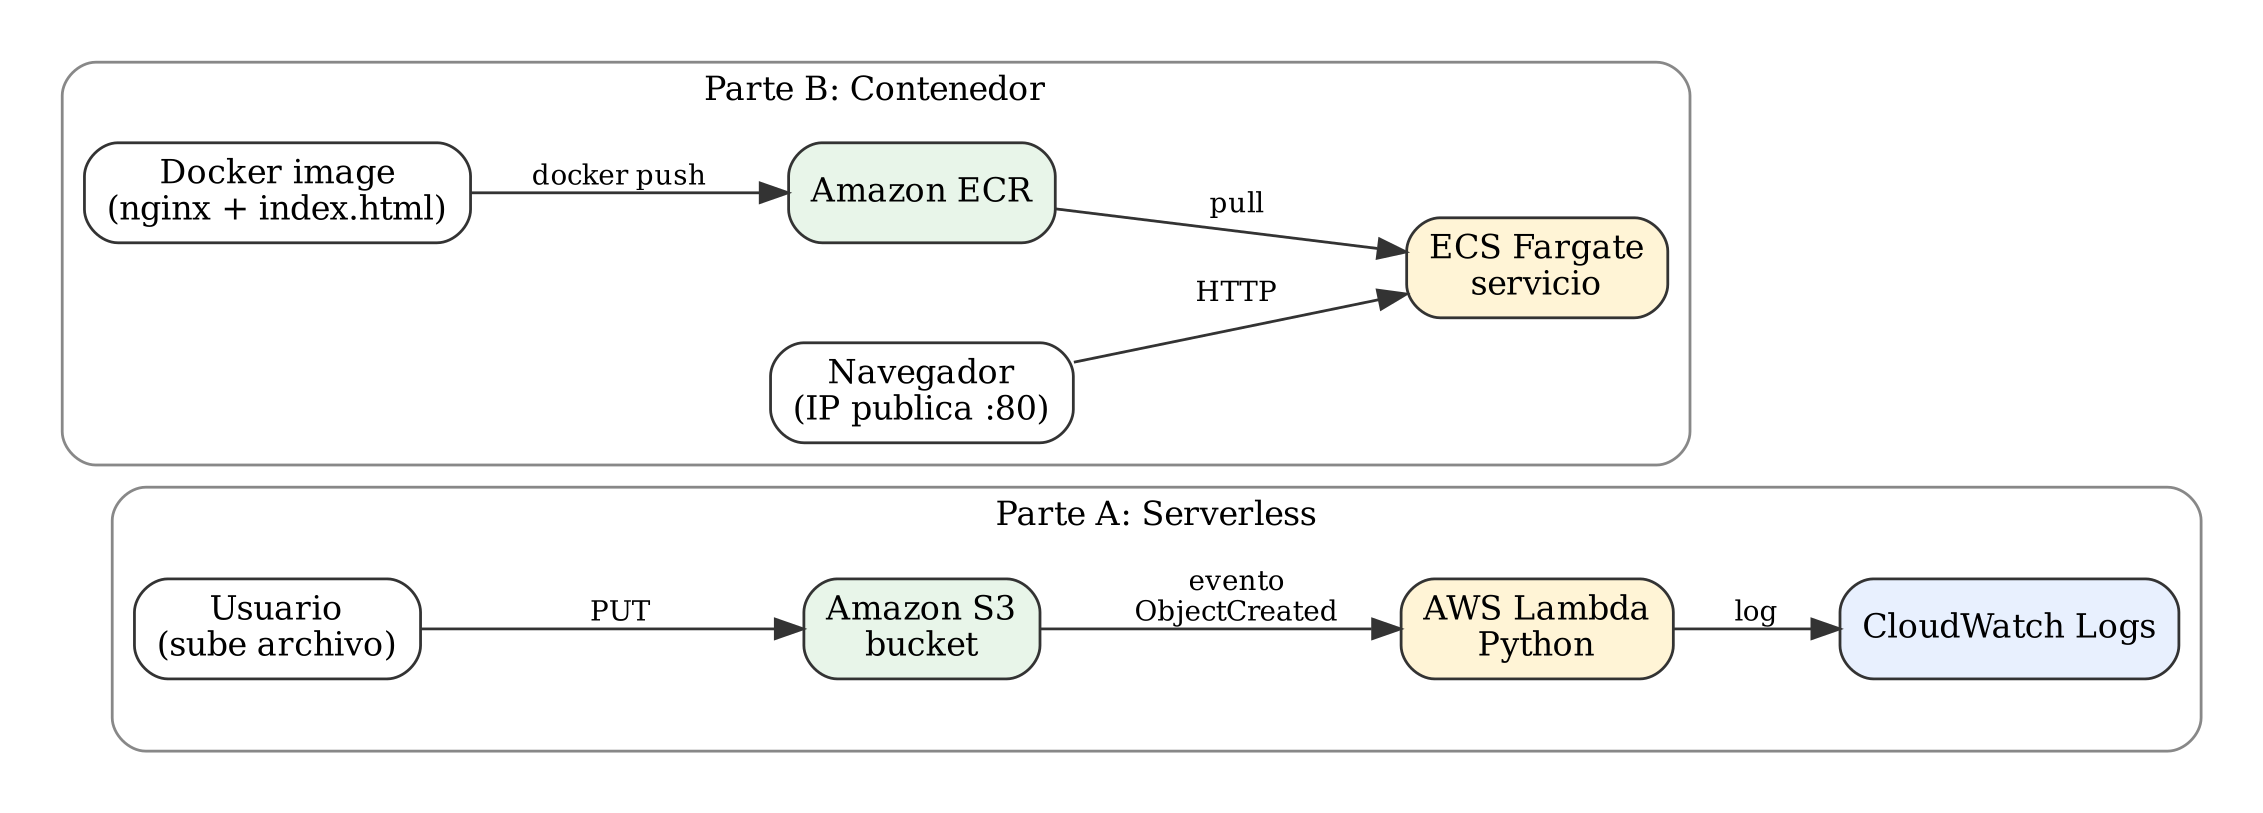 Parte B: Contenedor
Docker image
(nginx + index.html)
docker push
Amazon ECR
pull
ECS Fargate
servicio
HTTP
Navegador
(IP publica :80)
Parte A: Serverless
Usuario
(sube archivo)
PUT
Amazon S3
bucket
evento
ObjectCreated
AWS Lambda
Python
log
CloudWatch Logs